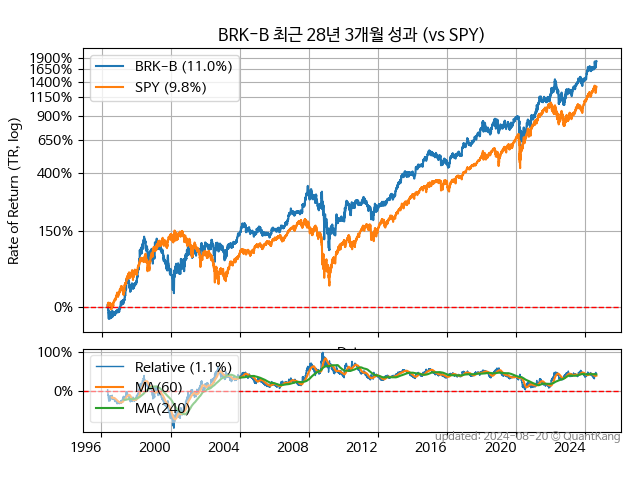 BRK-B 최근 28년 3개월 성과 (vs SPY)
Rate of Return (TR, log)
1900%
1650%
1400%
1150%
900%
650%
400%
150%
0%
BRK-B (11.0%)
SPY (9.8%)
100%
0%
Relative (1.1%)
MA(60)
MA(240)
1996 2000 2004 2008 2012 2016 2020 2024
updated: 2024-08-20 © QuantKang